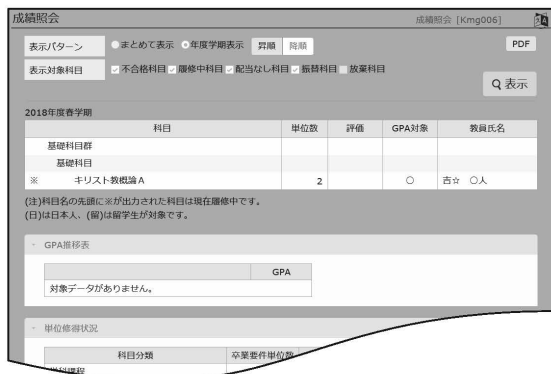 成績照会
成績照会 [Kmg006]
表示パターン まとめて表示 年度学期表示 昇順 降順 PDF
表示対象科目 不合格科目 履修中科目 配当なし科目 振替科目 放棄科目
表示
2018年度春学期
科目 単位数 評価 GPA対象 教員氏名
基礎科目群
基礎科目
※ キリスト教概論A 2 ○ 吉☆ ○人
(注)科目名の先頭に※が出力された科目は現在履修中です。
(日)は日本人、(留)は留学生が対象です。
- GPA推移表
GPA
対象データがありません。
- 単位修得状況
科目分類 卒業要件単位数